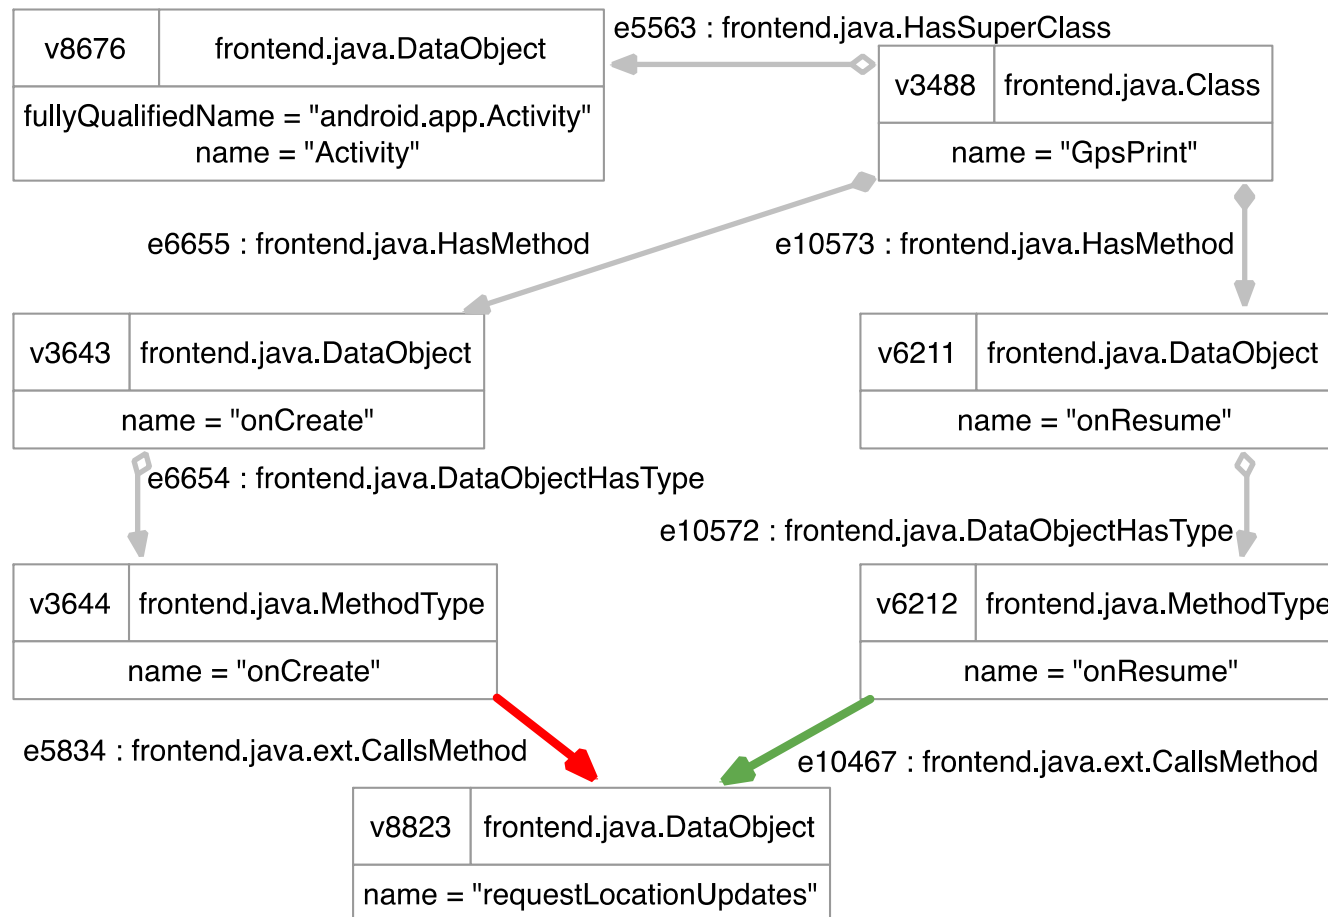 v8676 frontend.java.DataObject
fullyQualifiedName = "android.app.Activity"
name = "Activity"
e5563 : frontend.java.HasSuperClass
v3488 frontend.java.Class
name = "GpsPrint"
e6655 : frontend.java.HasMethod
e10573 : frontend.java.HasMethod
v3643 frontend.java.DataObject
name = "onCreate"
v6211 frontend.java.DataObject
name = "onResume"
e6654 : frontend.java.DataObjectHasType
e10572 : frontend.java.DataObjectHasType
v3644 frontend.java.MethodType
name = "onCreate"
v6212 frontend.java.MethodType
name = "onResume"
e5834 : frontend.java.ext.CallsMethod
e10467 : frontend.java.ext.CallsMethod
v8823 frontend.java.DataObject
name = "requestLocationUpdates"